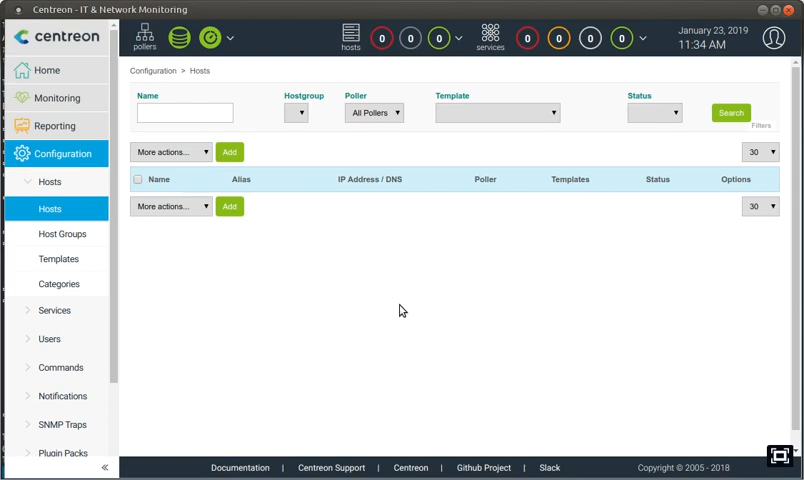 Centreon - IT & Network Monitoring
centreon
pollers
hosts
0
0
0
services
0
0
0
0
January 23, 2019
11:34 AM
Home
Monitoring
Reporting
Configuration
Hosts
Hosts
Host Groups
Templates
Categories
Services
Users
Commands
Notifications
SNMP Traps
Plugin Packs
Configuration > Hosts
Name Hostgroup Poller Template Status
All Pollers
Search
Filters
More actions... Add 30
Name Alias IP Address / DNS Poller Templates Status Options
More actions... Add 30
Documentation | Centreon Support | Centreon | Github Project | Slack Copyright © 2005 - 2018